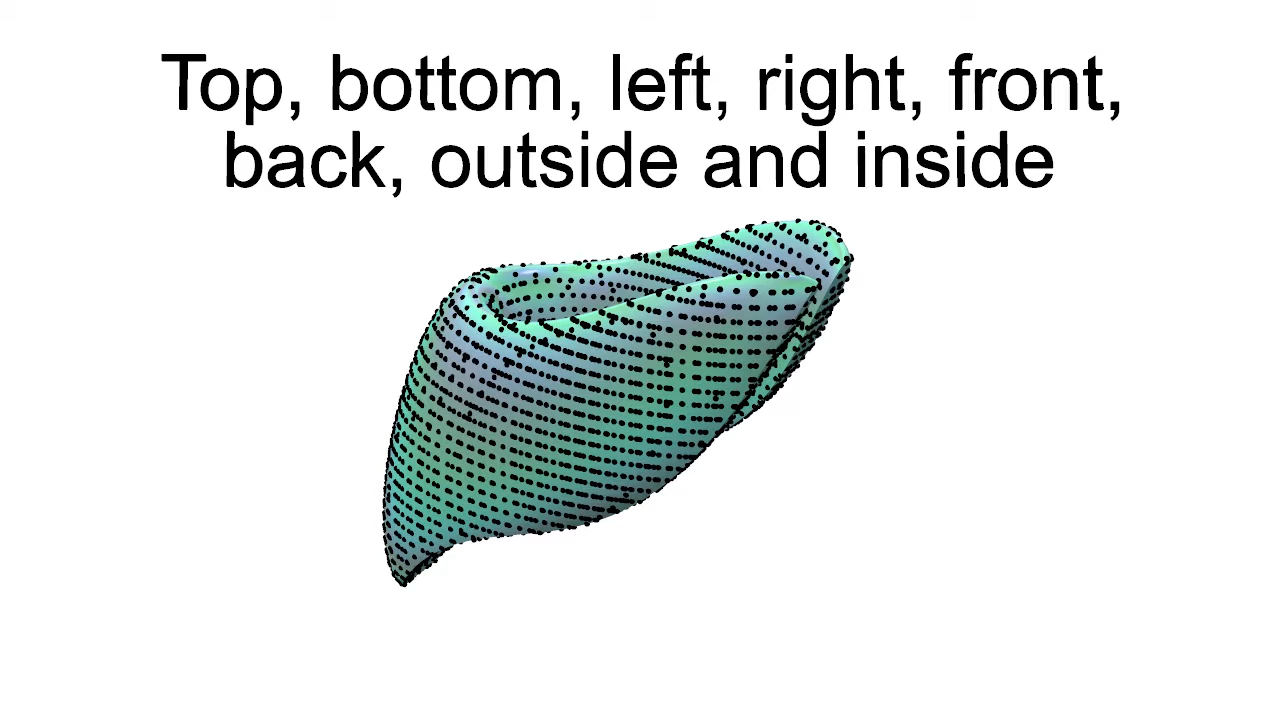 Top, bottom, left, right, front,
back, outside and inside